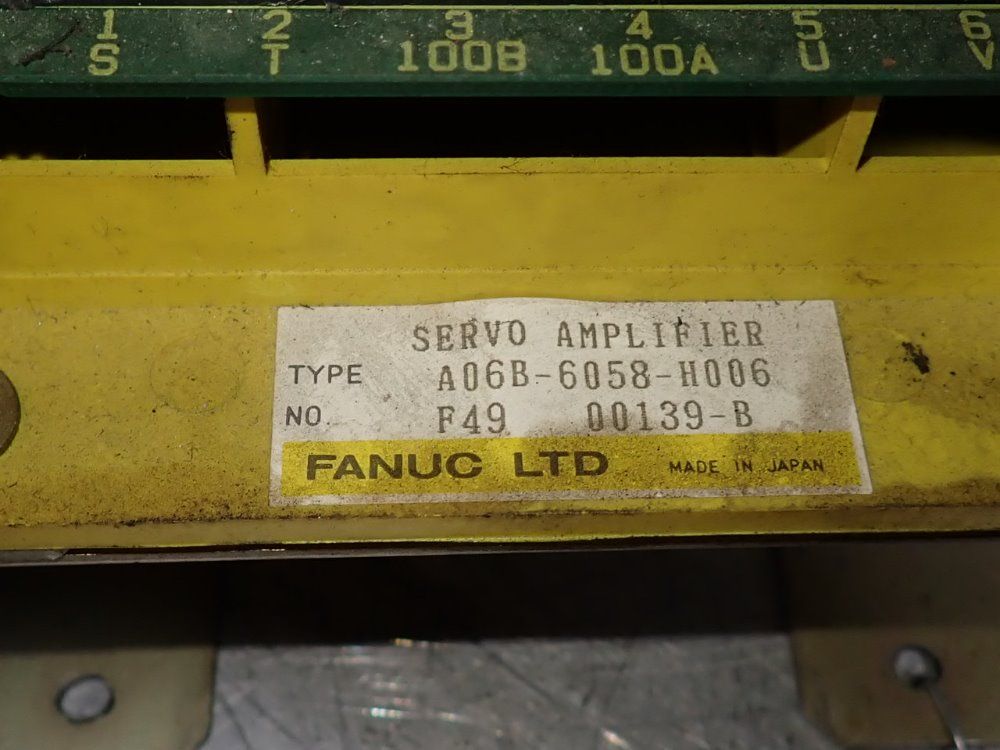 1 2 3 4 5 6
S T 100B 100A U V
SERVO AMPLIFIER
TYPE A06B-6058-H006
NO. F49 00139-B
FANUC LTD MADE IN JAPAN